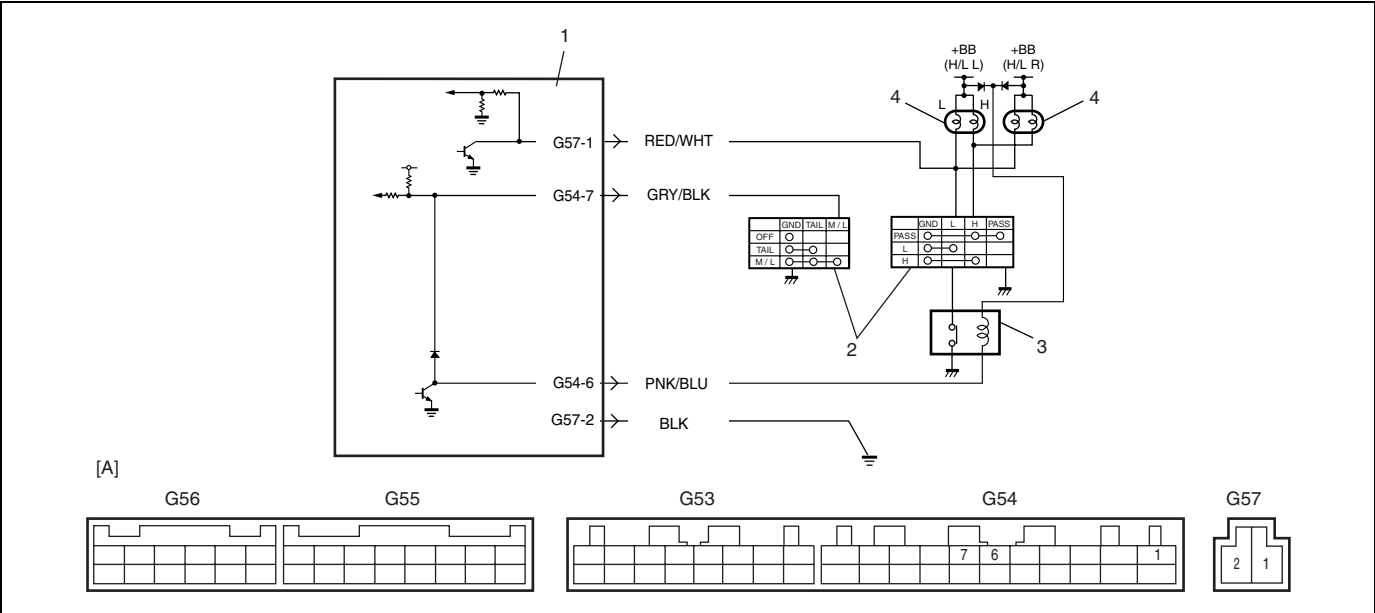 1
+BB +BB
(H/L L) (H/L R)
4 L H 4
G57-1 RED/WHT
G54-7 GRY/BLK
GND TAIL M / L
OFF
TAIL
M / L
GND L H PASS
PASS
L
H
2
3
G54-6 PNK/BLU
G57-2 BLK
[A]
G56 G55 G53 G54 G57
7 6 1
2 1